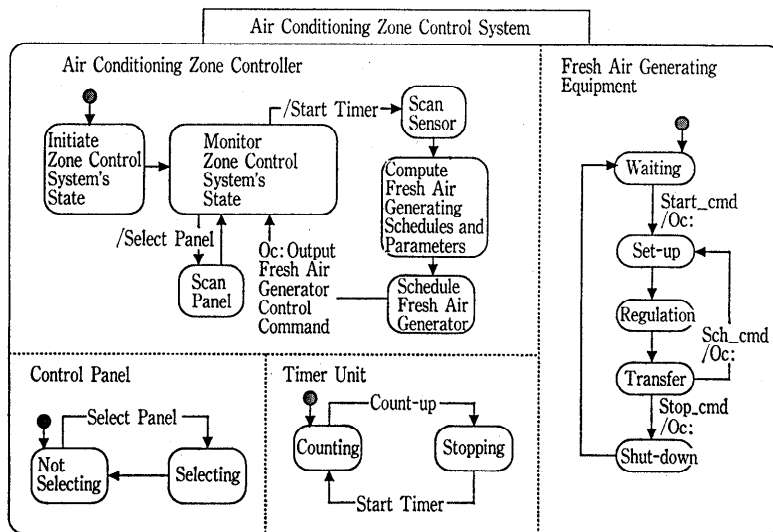 Air Conditioning Zone Control System
Air Conditioning Zone Controller
/Start Timer
Scan
Sensor
Initiate
Zone Control
System's
State
Monitor
Zone Control
System's
State
Compute
Fresh Air
Generating
Schedules and
Parameters
/Select Panel
Scan
Panel
Oc: Output
Fresh Air
Generator
Control
Command
Schedule
Fresh Air
Generator
Fresh Air Generating
Equipment
Waiting
Start_cmd
/Oc:
Set-up
Regulation
Sch_cmd
/Oc:
Transfer
Stop_cmd
/Oc:
Shut-down
Control Panel
Select Panel
Not
Selecting
Selecting
Timer Unit
Count-up
Counting
Stopping
Start Timer